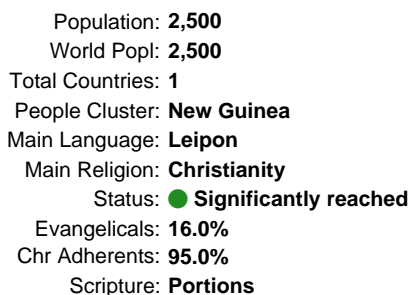 Population: 2,500
World Popl: 2,500
Total Countries: 1
People Cluster: New Guinea
Main Language: Leipon
Main Religion: Christianity
Status: Significantly reached
Evangelicals: 16.0%
Chr Adherents: 95.0%
Scripture: Portions